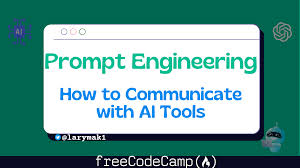 AI
Prompt Engineering
How to Communicate
with AI Tools
@larymak1
freeCodeCamp(🔥)